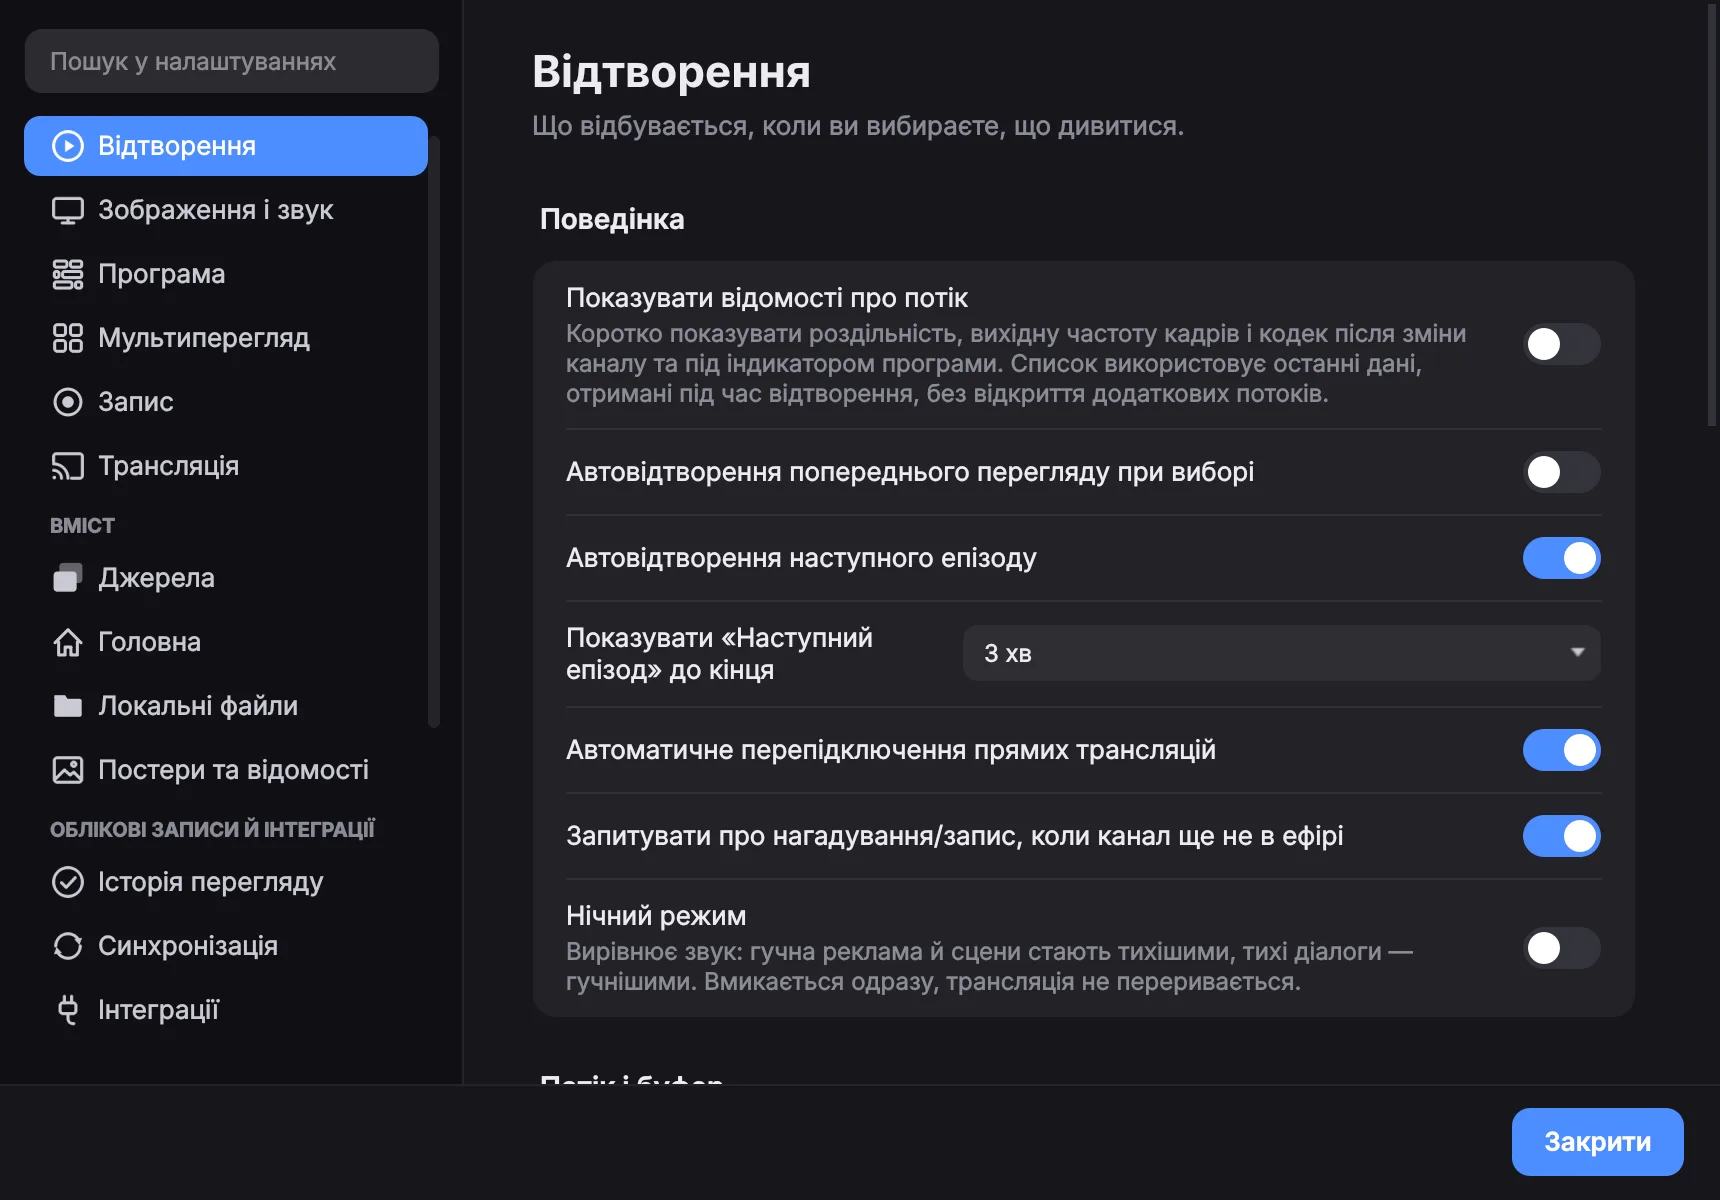 Пошук у налаштуваннях
Відтворення
Зображення і звук
Програма
Мультиперегляд
Запис
Трансляція
ВМІСТ
Джерела
Головна
Локальні файли
Постери та відомості
ОБЛІКОВІ ЗАПИСИ Й ІНТЕГРАЦІЇ
Історія перегляду
Синхронізація
Інтеграції
Відтворення
Що відбувається, коли ви вибираєте, що дивитися.
Поведінка
Показувати відомості про потік
Коротко показувати роздільність, вихідну частоту кадрів і кодек після зміни
каналу та під індикатором програми. Список використовує останні дані,
отримані під час відтворення, без відкриття додаткових потоків.
Автовідтворення попереднього перегляду при виборі
Автовідтворення наступного епізоду
Показувати «Наступний
епізод» до кінця
3 хв
Автоматичне перепідключення прямих трансляцій
Запитувати про нагадування/запис, коли канал ще не в ефірі
Нічний режим
Вирівнює звук: гучна реклама й сцени стають тихішими, тихі діалоги —
гучнішими. Вмикається одразу, трансляція не переривається.
Потік і буфер
Закрити